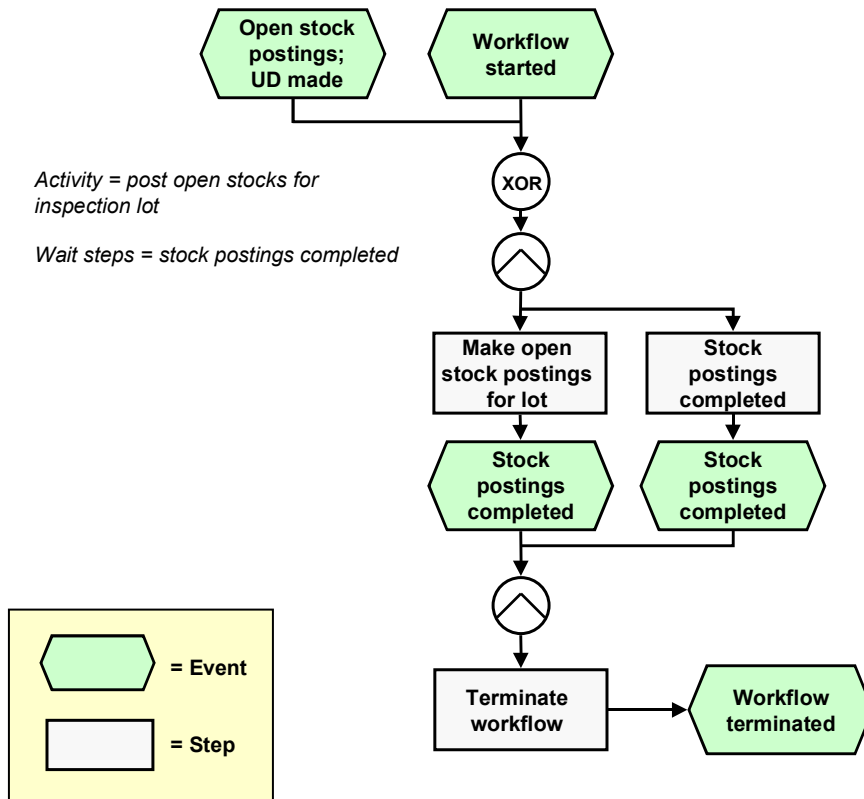 Open stock
postings;
UD made
Workflow
started
XOR
Activity = post open stocks for
inspection lot
Wait steps = stock postings completed
Make open
stock postings
for lot
Stock
postings
completed
Stock
postings
completed
Stock
postings
completed
= Event
= Step
Terminate
workflow
Workflow
terminated